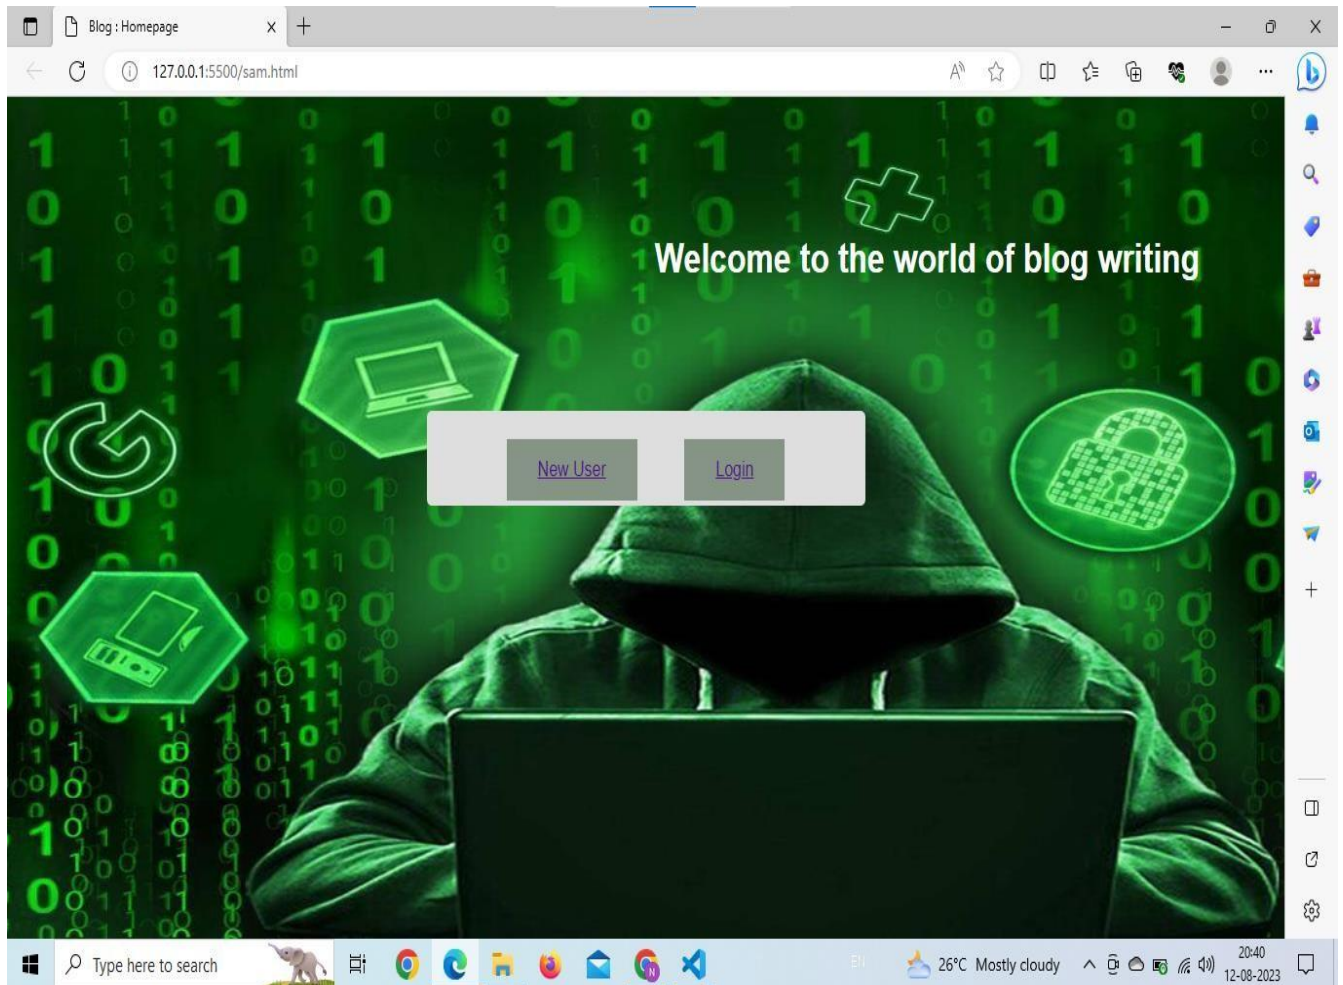 Blog : Homepage
127.0.0.1:5500/sam.html
Welcome to the world of blog writing
New User
Login
Type here to search
EN
26°C Mostly cloudy
20:40
12-08-2023